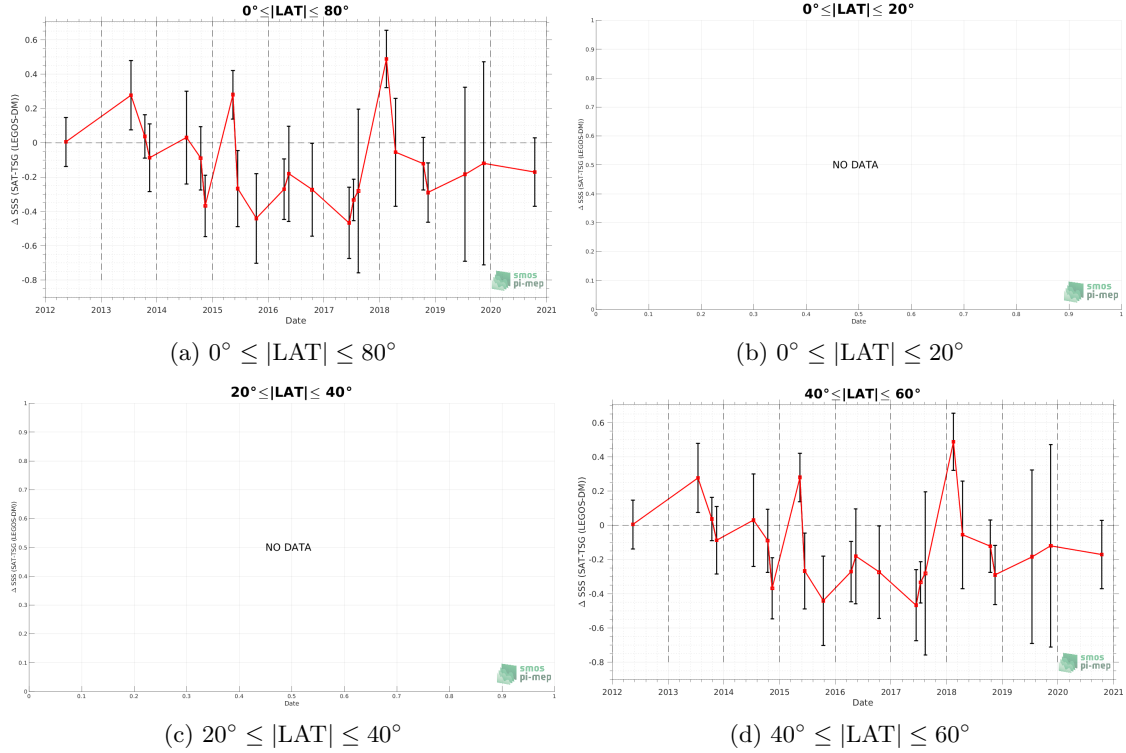 0°≤|LAT|≤ 80°
Δ SSS (SAT-TSG (LEGOS-DM))
0.6
0.4
0.2
0
-0.2
-0.4
-0.6
-0.8
2012 2013 2014 2015 2016 2017 2018 2019 2020 2021
Date
smos
pi-mep
(a) 0° ≤ |LAT| ≤ 80°
0°≤|LAT|≤ 20°
Δ SSS (SAT-TSG (LEGOS-DM))
1
0.9
0.8
0.7
0.6
0.5
0.4
0.3
0.2
0.1
0
NO DATA
0 0.1 0.2 0.3 0.4 0.5 0.6 0.7 0.8 0.9 1
Date
smos
pi-mep
(b) 0° ≤ |LAT| ≤ 20°
20°≤|LAT|≤ 40°
Δ SSS (SAT-TSG (LEGOS-DM))
1
0.9
0.8
0.7
0.6
0.5
0.4
0.3
0.2
0.1
0
NO DATA
0 0.1 0.2 0.3 0.4 0.5 0.6 0.7 0.8 0.9 1
Date
smos
pi-mep
(c) 20° ≤ |LAT| ≤ 40°
40°≤|LAT|≤ 60°
Δ SSS (SAT-TSG (LEGOS-DM))
0.6
0.4
0.2
0
-0.2
-0.4
-0.6
-0.8
2012 2013 2014 2015 2016 2017 2018 2019 2020 2021
Date
smos
pi-mep
(d) 40° ≤ |LAT| ≤ 60°